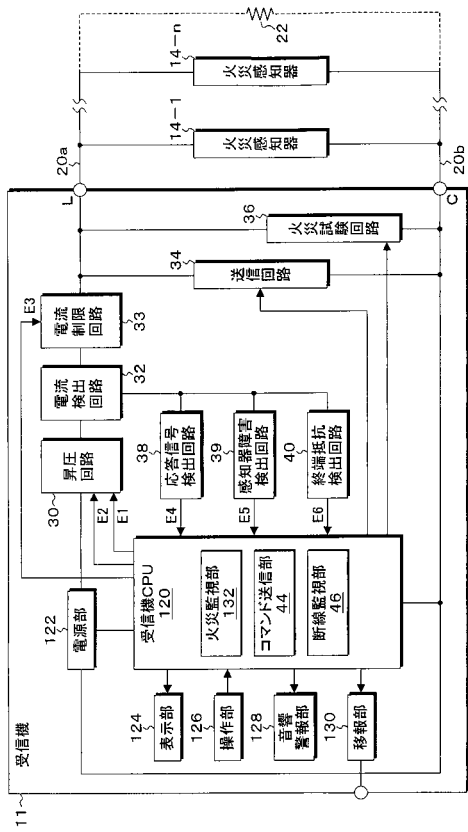 11
受信機
122
電源部
30
昇圧
回路
電流
検出
回路
32
電流
制限
回路
33
E3
E2
E1
L
20a
14-1
火災感知器
14-n
火災感知器
22
受信機CPU
120
火災監視部
132
コマンド送信部
44
断線監視部
46
124
表示部
126
操作部
128
音響
警報部
130
移報部
38
応答信号
検出回路
E4
39
感知器障害
検出回路
E5
40
終端抵抗
検出回路
E6
34
送信回路
36
火災試験回路
C
20b